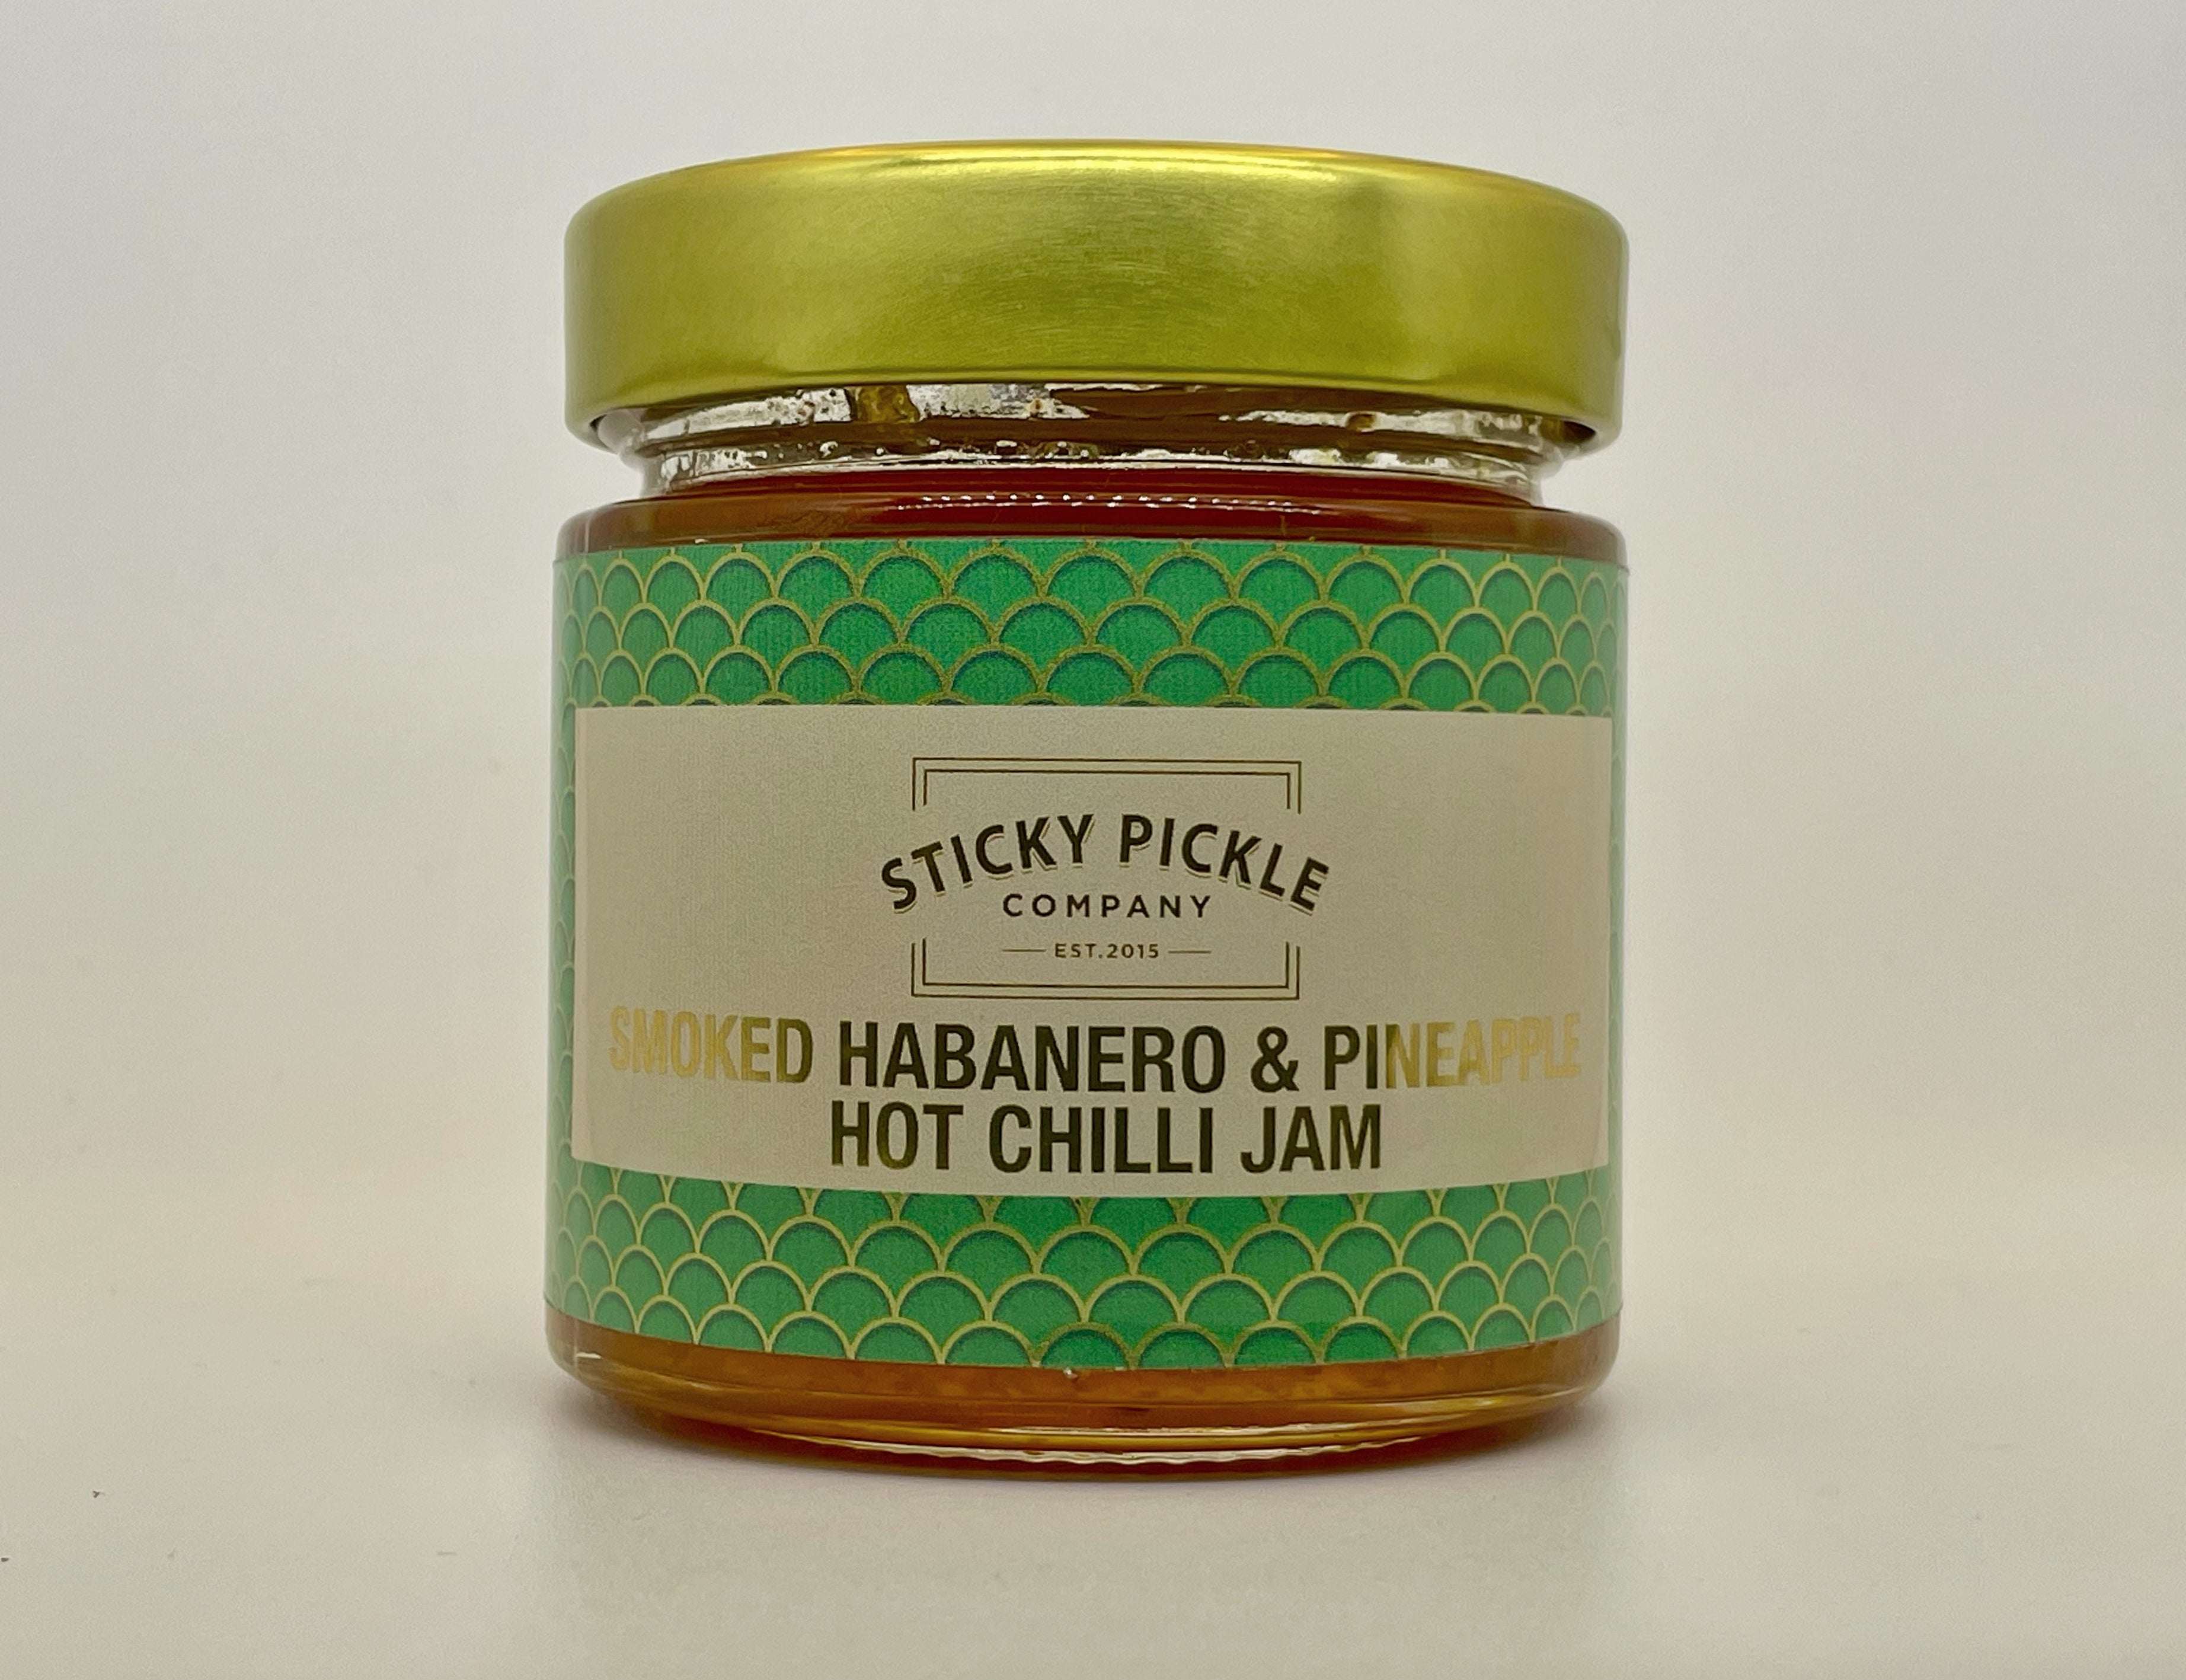 STICKY PICKLE
COMPANY
EST.2015
SMOKED HABANERO & PINEAPPLE
HOT CHILLI JAM